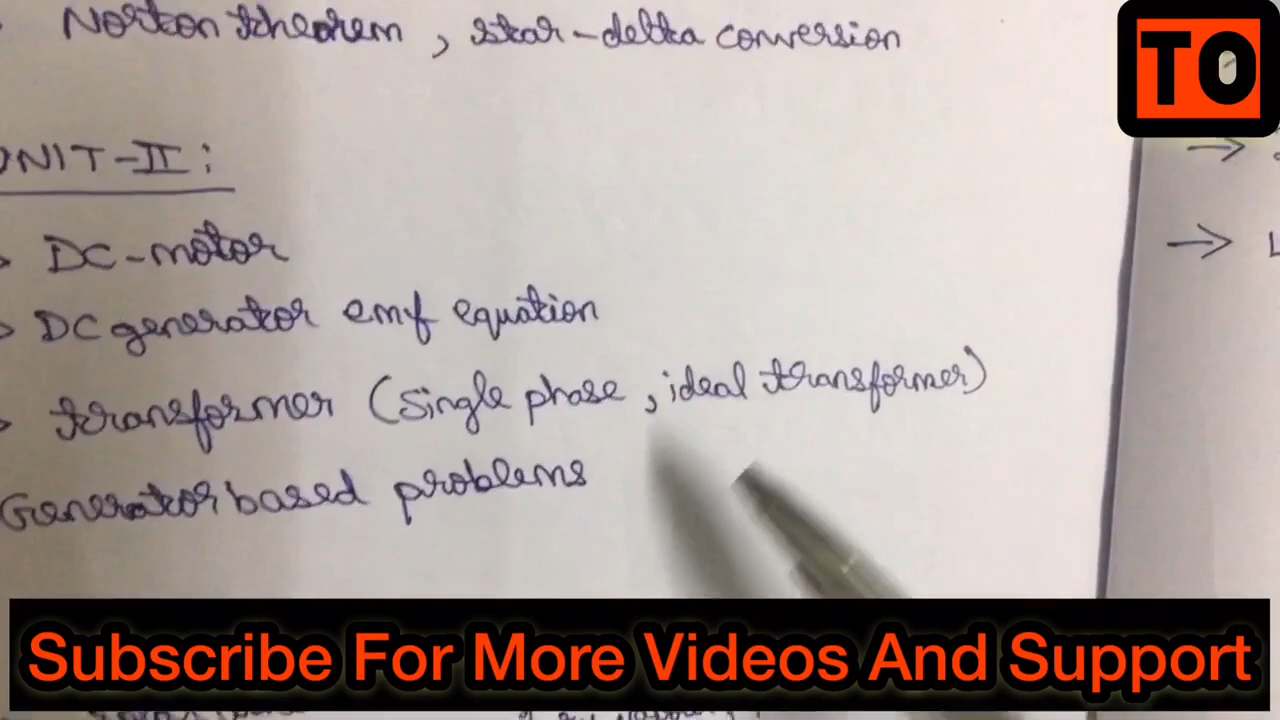 Norton theorem, star-delta conversion
TO
UNIT-II:
DC-motor
DC generator emf equation
transformer (single phase, ideal transformer)
Generator based problems
Subscribe For More Videos And Support